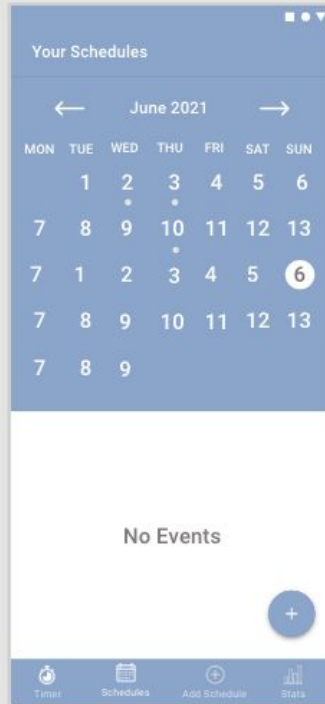 Your Schedules
June 2021
MON TUE WED THU FRI SAT SUN
1 2 3 4 5 6
7 8 9 10 11 12 13
7 1 2 3 4 5 6
7 8 9 10 11 12 13
7 8 9
No Events
+
Timer Schedules Add Schedule Stats